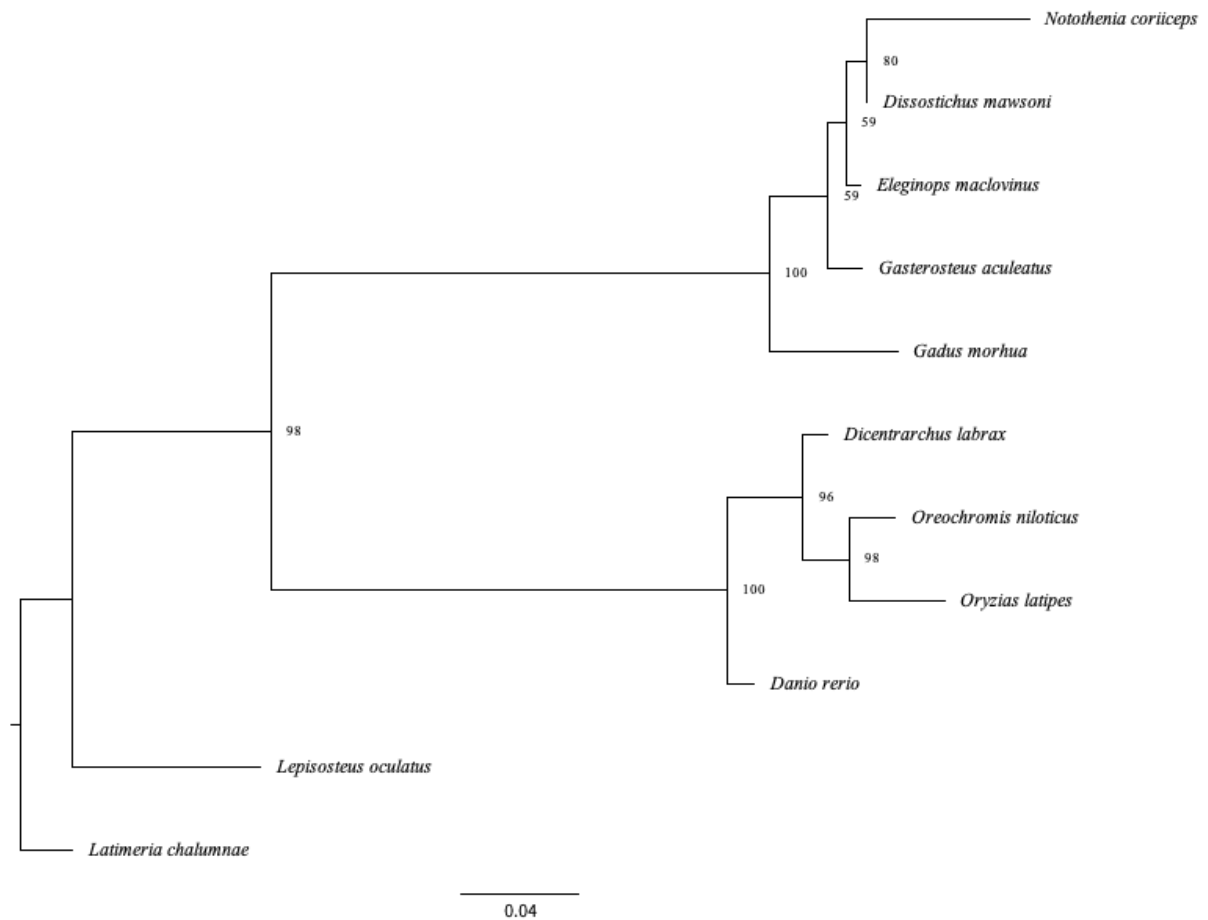 Notothenia coriiceps
80
Dissostichus mawsoni
59
Eleginops maclovinus
59
Gasterosteus aculeatus
100
Gadus morhua
98
Dicentrarchus labrax
96
Oreochromis niloticus
98
Oryzias latipes
100
Danio rerio
Lepisosteus oculatus
Latimeria chalumnae
0.04